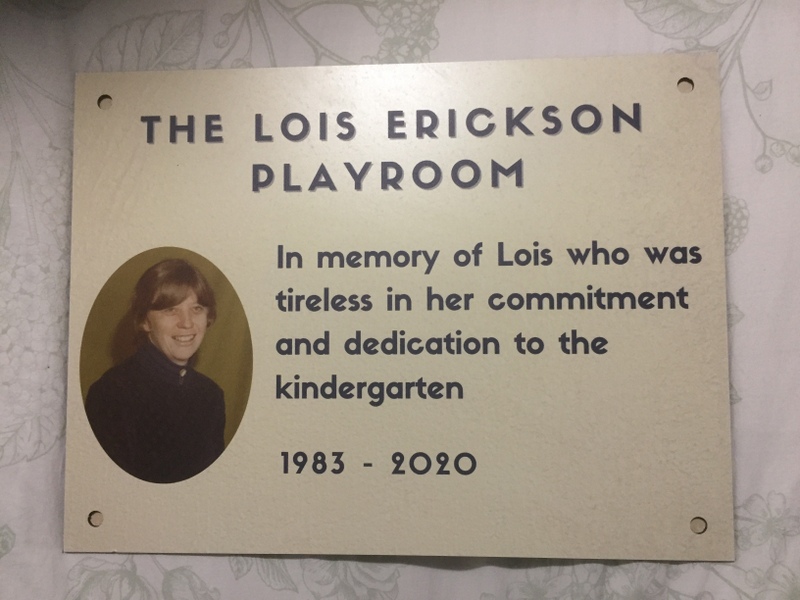 THE LOIS ERICKSON
PLAYROOM
In memory of Lois who was
tireless in her commitment
and dedication to the
kindergarten
1983 - 2020